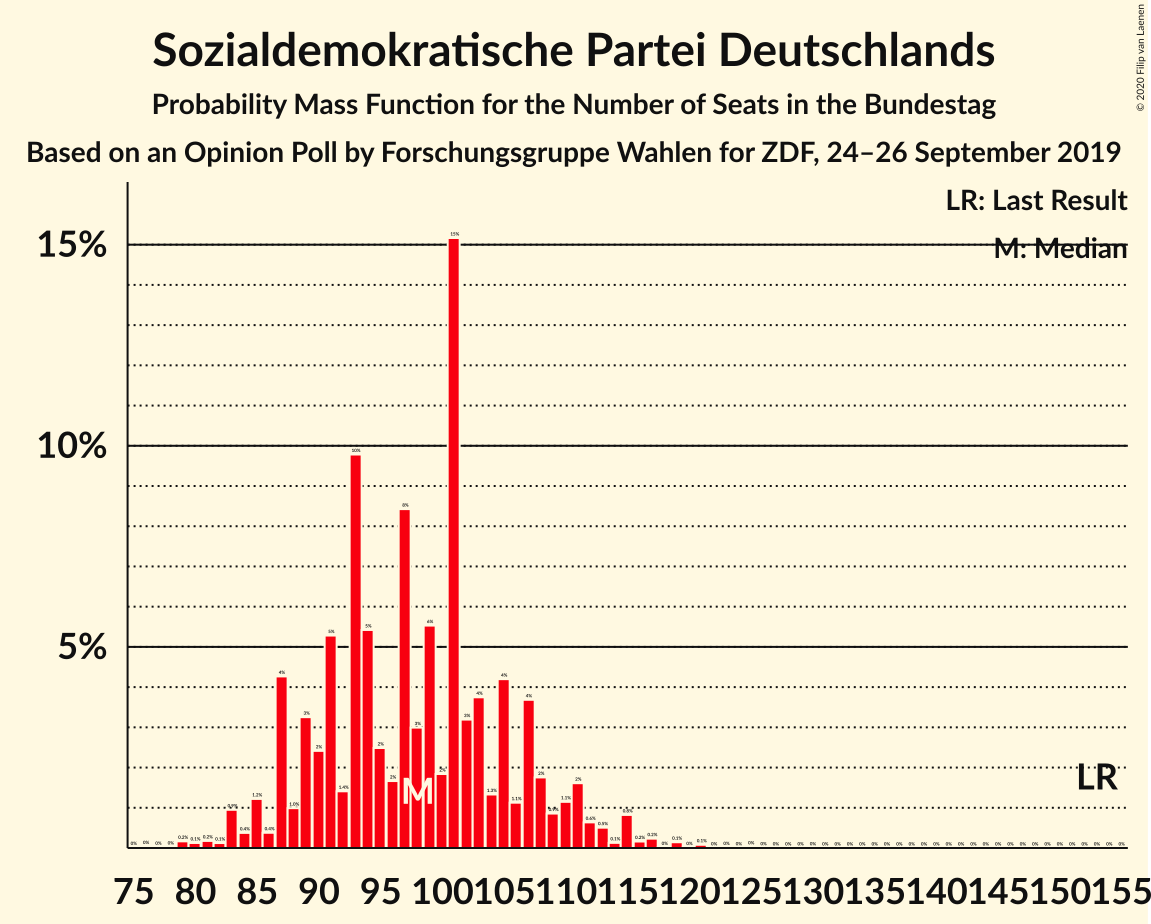 Sozialdemokratische Partei Deutschlands
Probability Mass Function for the Number of Seats in the Bundestag
Based on an Opinion Poll by Forschungsgruppe Wahlen for ZDF, 24–26 September 2019
© 2020 Filip van Laenen
LR: Last Result
M: Median
15%
10%
5%
M
LR
75 80 85 90 95 100 105 110 115 120 125 130 135 140 145 150 155